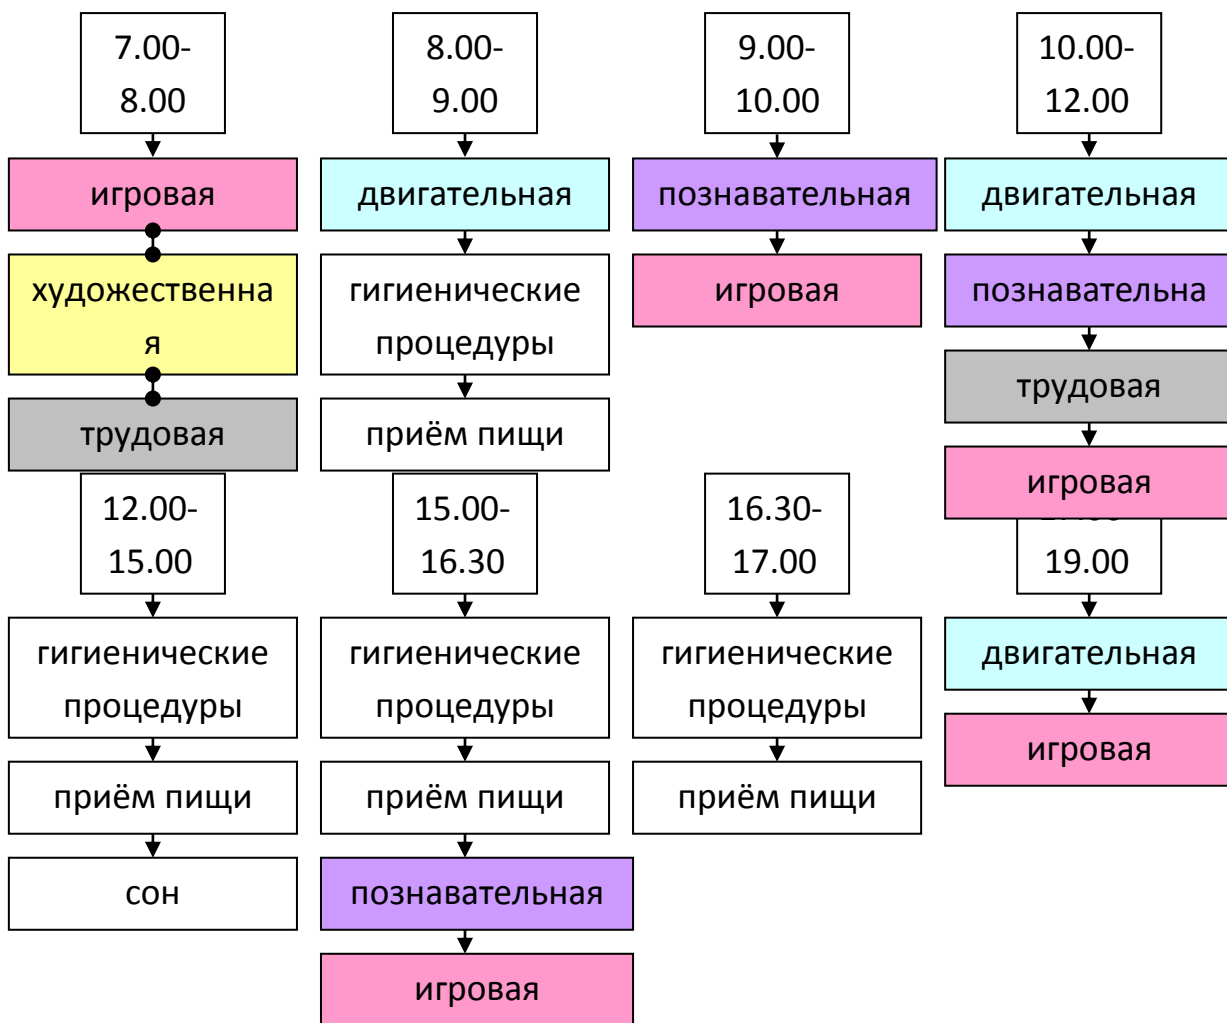 7.00-
8.00
игровая
художественна
я
трудовая
8.00-
9.00
двигательная
гигиенические
процедуры
приём пищи
9.00-
10.00
познавательная
игровая
10.00-
12.00
двигательная
познавательна
трудовая
игровая
12.00-
15.00
гигиенические
процедуры
приём пищи
сон
15.00-
16.30
гигиенические
процедуры
приём пищи
познавательная
игровая
16.30-
17.00
гигиенические
процедуры
приём пищи
19.00
двигательная
игровая